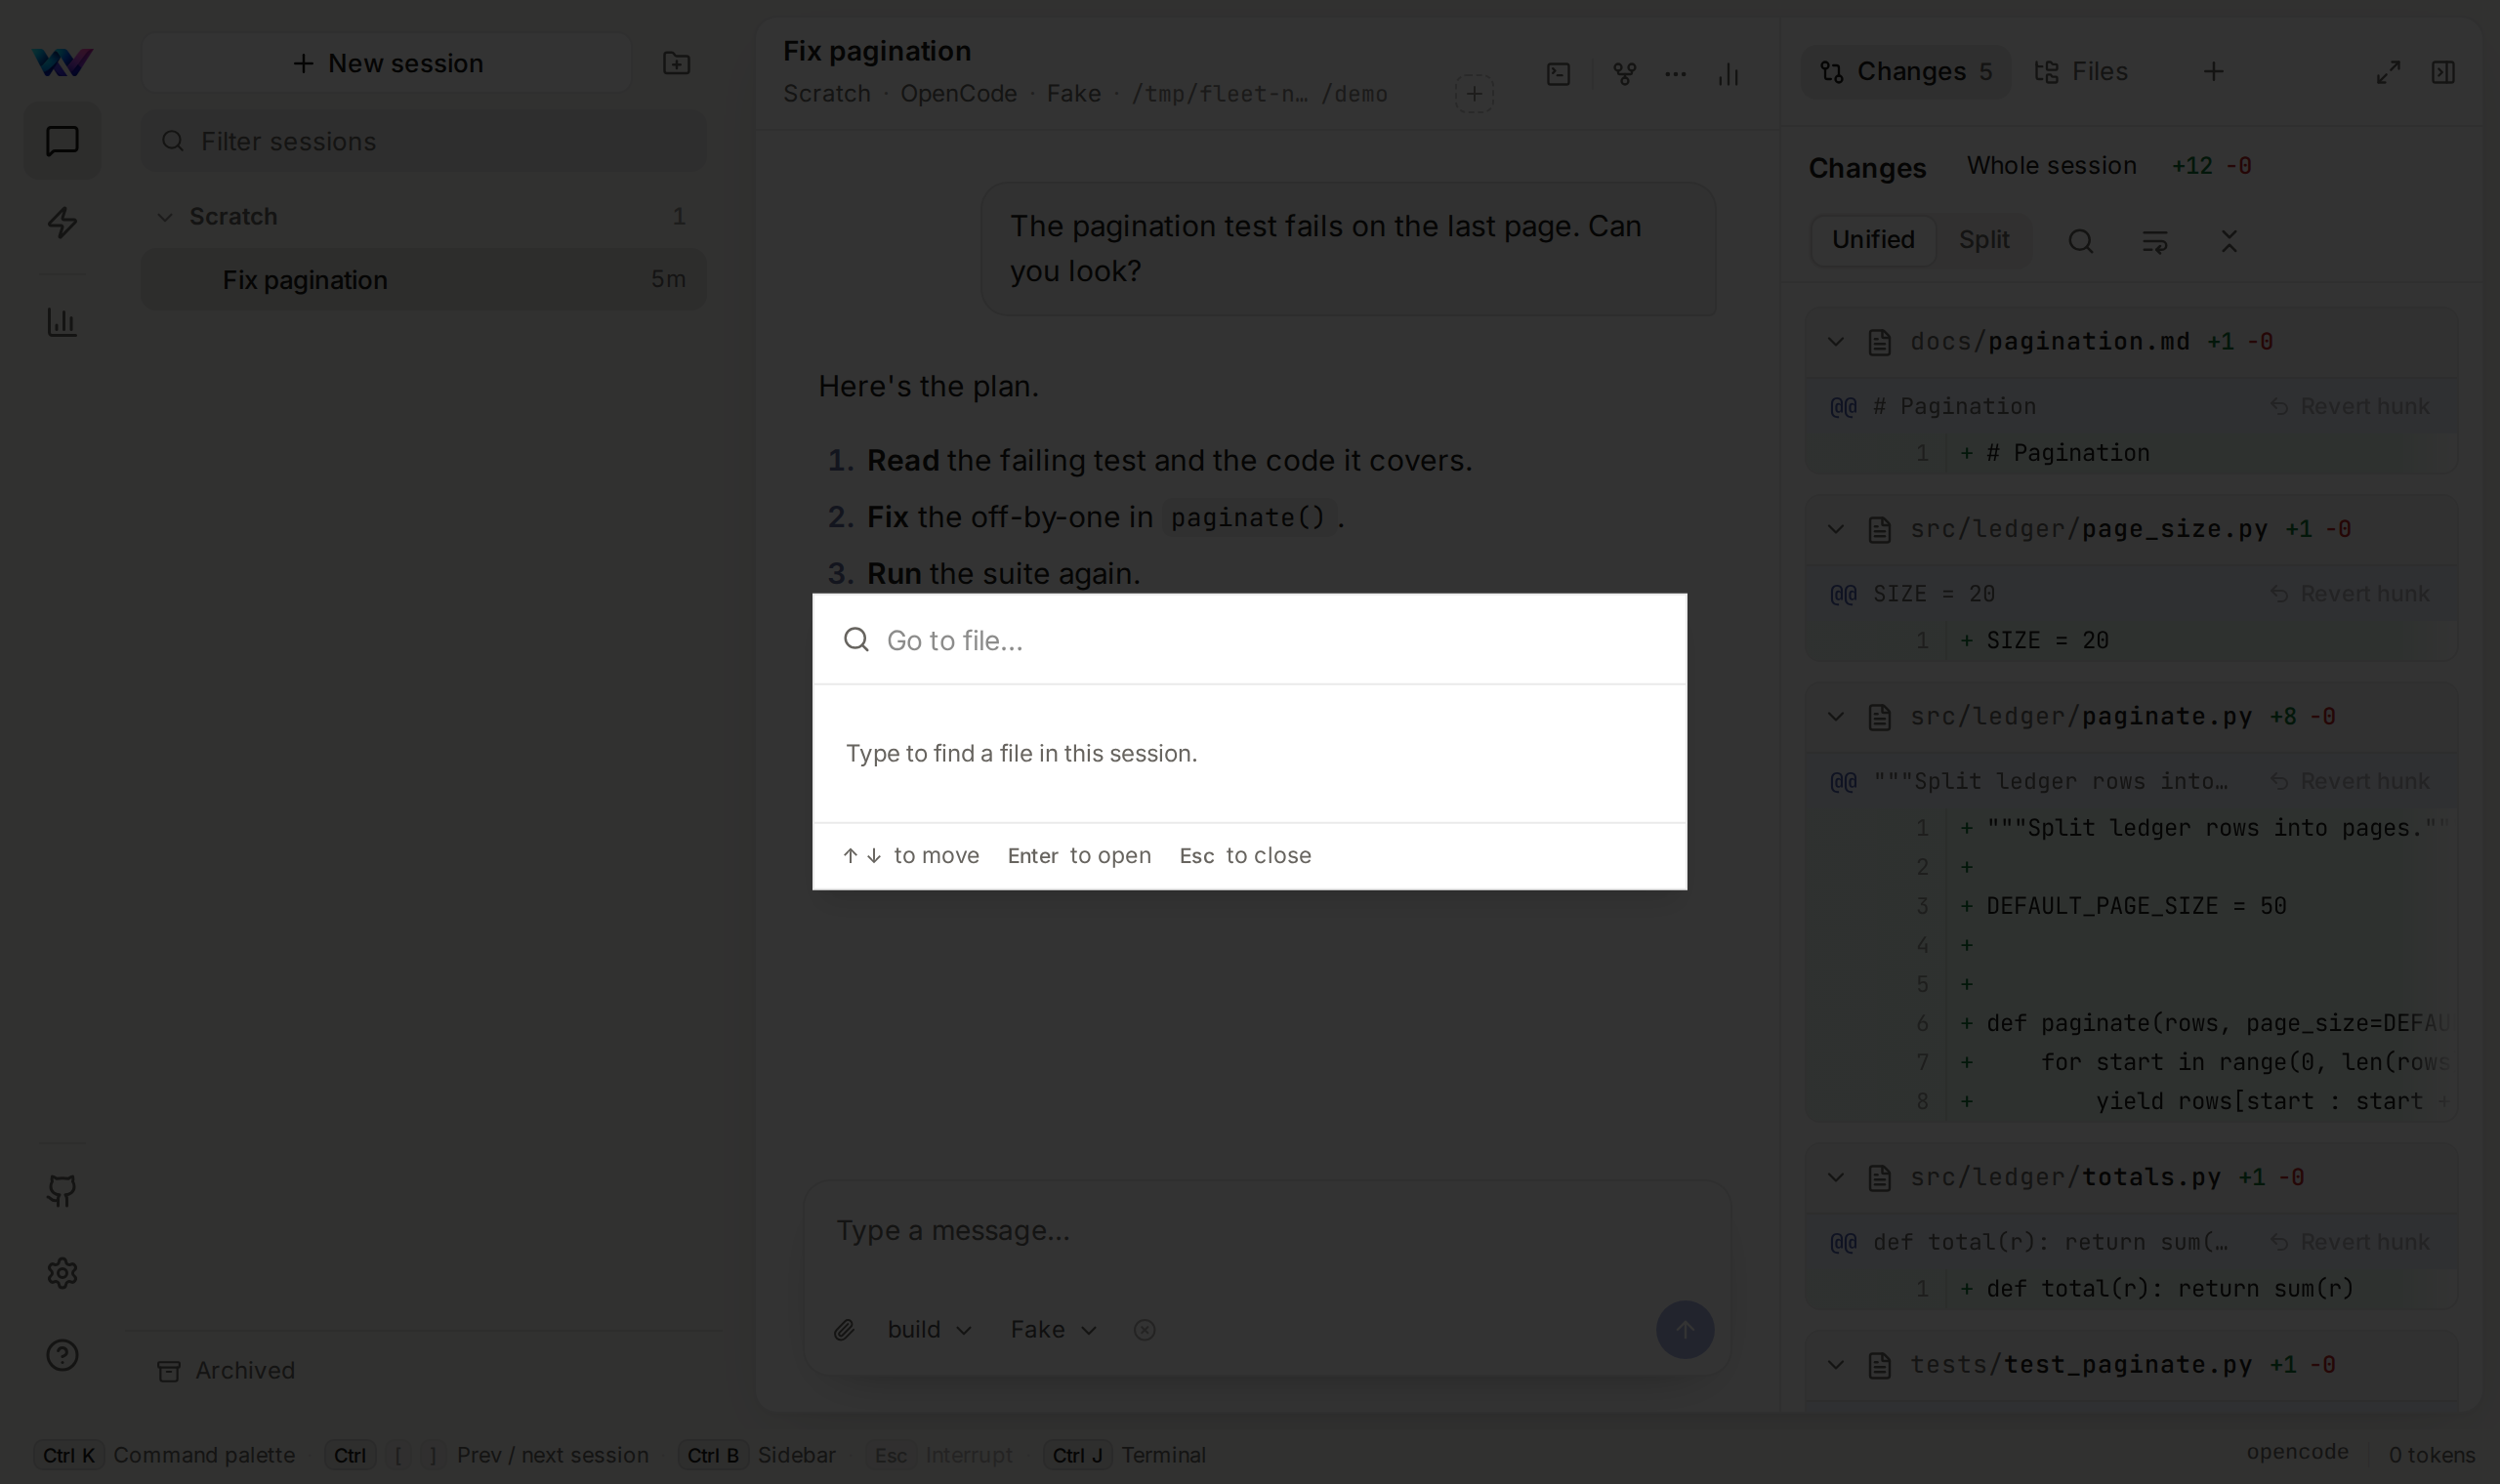 New session
Filter sessions
Scratch 1
Fix pagination 5m
Archived
Fix pagination
Scratch · OpenCode · Fake · /tmp/fleet-n… /demo
The pagination test fails on the last page. Can
you look?
Here's the plan.
1. Read the failing test and the code it covers.
2. Fix the off-by-one in paginate() .
3. Run the suite again.
Go to file...
Type to find a file in this session.
↑ ↓ to move Enter to open Esc to close
Type a message...
build Fake
Changes 5 Files
Changes Whole session +12 -0
Unified Split
docs/pagination.md +1 -0
@@ # Pagination Revert hunk
1 + # Pagination
src/ledger/page_size.py +1 -0
@@ SIZE = 20 Revert hunk
1 + SIZE = 20
src/ledger/paginate.py +8 -0
@@ """Split ledger rows into… Revert hunk
1 + """Split ledger rows into pages.""
2 +
3 + DEFAULT_PAGE_SIZE = 50
4 +
5 +
6 + def paginate(rows, page_size=DEFAU
7 + for start in range(0, len(rows
8 + yield rows[start : start +
src/ledger/totals.py +1 -0
@@ def total(r): return sum(… Revert hunk
1 + def total(r): return sum(r)
tests/test_paginate.py +1 -0
Ctrl K Command palette Ctrl [ ] Prev / next session Ctrl B Sidebar Esc Interrupt Ctrl J Terminal
opencode 0 tokens